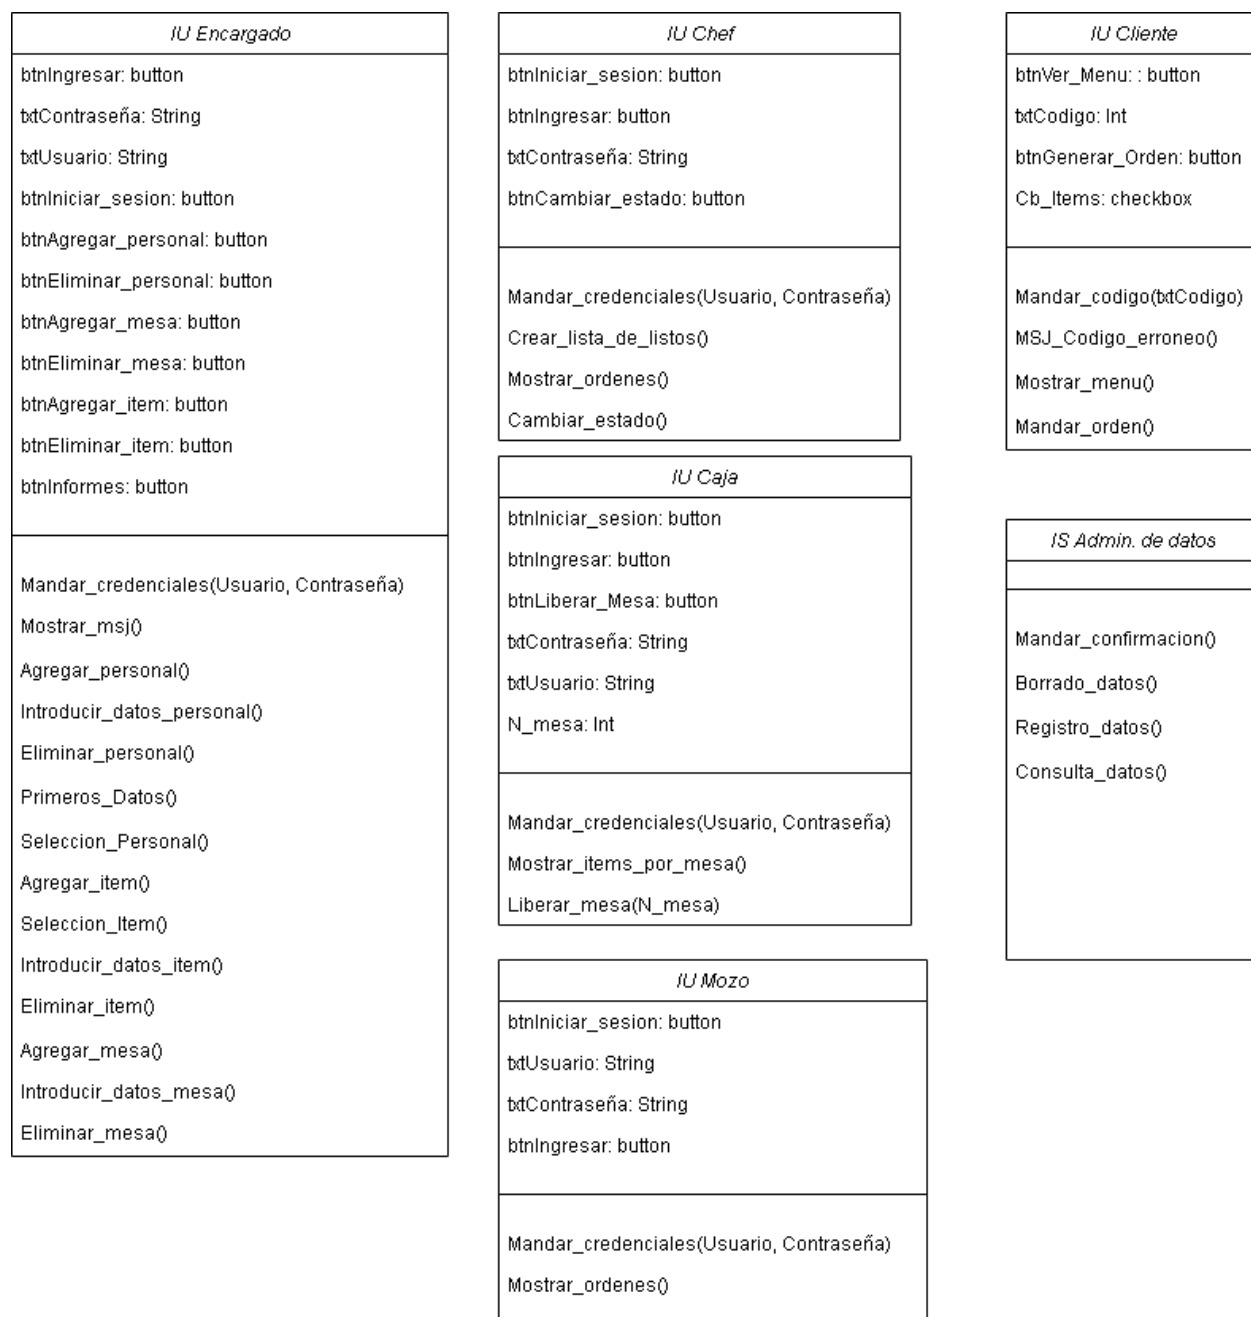 IU Encargado
btnIngresar: button
txtContraseña: String
txtUsuario: String
btnIniciar_sesion: button
btnAgregar_personal: button
btnEliminar_personal: button
btnAgregar_mesa: button
btnEliminar_mesa: button
btnAgregar_item: button
btnEliminar_item: button
btnInformes: button
Mandar_credenciales(Usuario, Contraseña)
Mostrar_msj()
Agregar_personal()
Introducir_datos_personal()
Eliminar_personal()
Primeros_Datos()
Seleccion_Personal()
Agregar_item()
Seleccion_Item()
Introducir_datos_item()
Eliminar_item()
Agregar_mesa()
Introducir_datos_mesa()
Eliminar_mesa()
IU Chef
btnIniciar_sesion: button
btnIngresar: button
txtContraseña: String
btnCambiar_estado: button
Mandar_credenciales(Usuario, Contraseña)
Crear_lista_de_listos()
Mostrar_ordenes()
Cambiar_estado()
IU Caja
btnIniciar_sesion: button
btnIngresar: button
btnLiberar_Mesa: button
txtContraseña: String
txtUsuario: String
N_mesa: Int
Mandar_credenciales(Usuario, Contraseña)
Mostrar_items_por_mesa()
Liberar_mesa(N_mesa)
IU Mozo
btnIniciar_sesion: button
txtUsuario: String
txtContraseña: String
btnIngresar: button
Mandar_credenciales(Usuario, Contraseña)
Mostrar_ordenes()
IU Cliente
btnVer_Menu: : button
txtCodigo: Int
btnGenerar_Orden: button
Cb_Items: checkbox
Mandar_codigo(txtCodigo)
MSJ_Codigo_erroneo()
Mostrar_menu()
Mandar_orden()
IS Admin. de datos
Mandar_confirmacion()
Borrado_datos()
Registro_datos()
Consulta_datos()